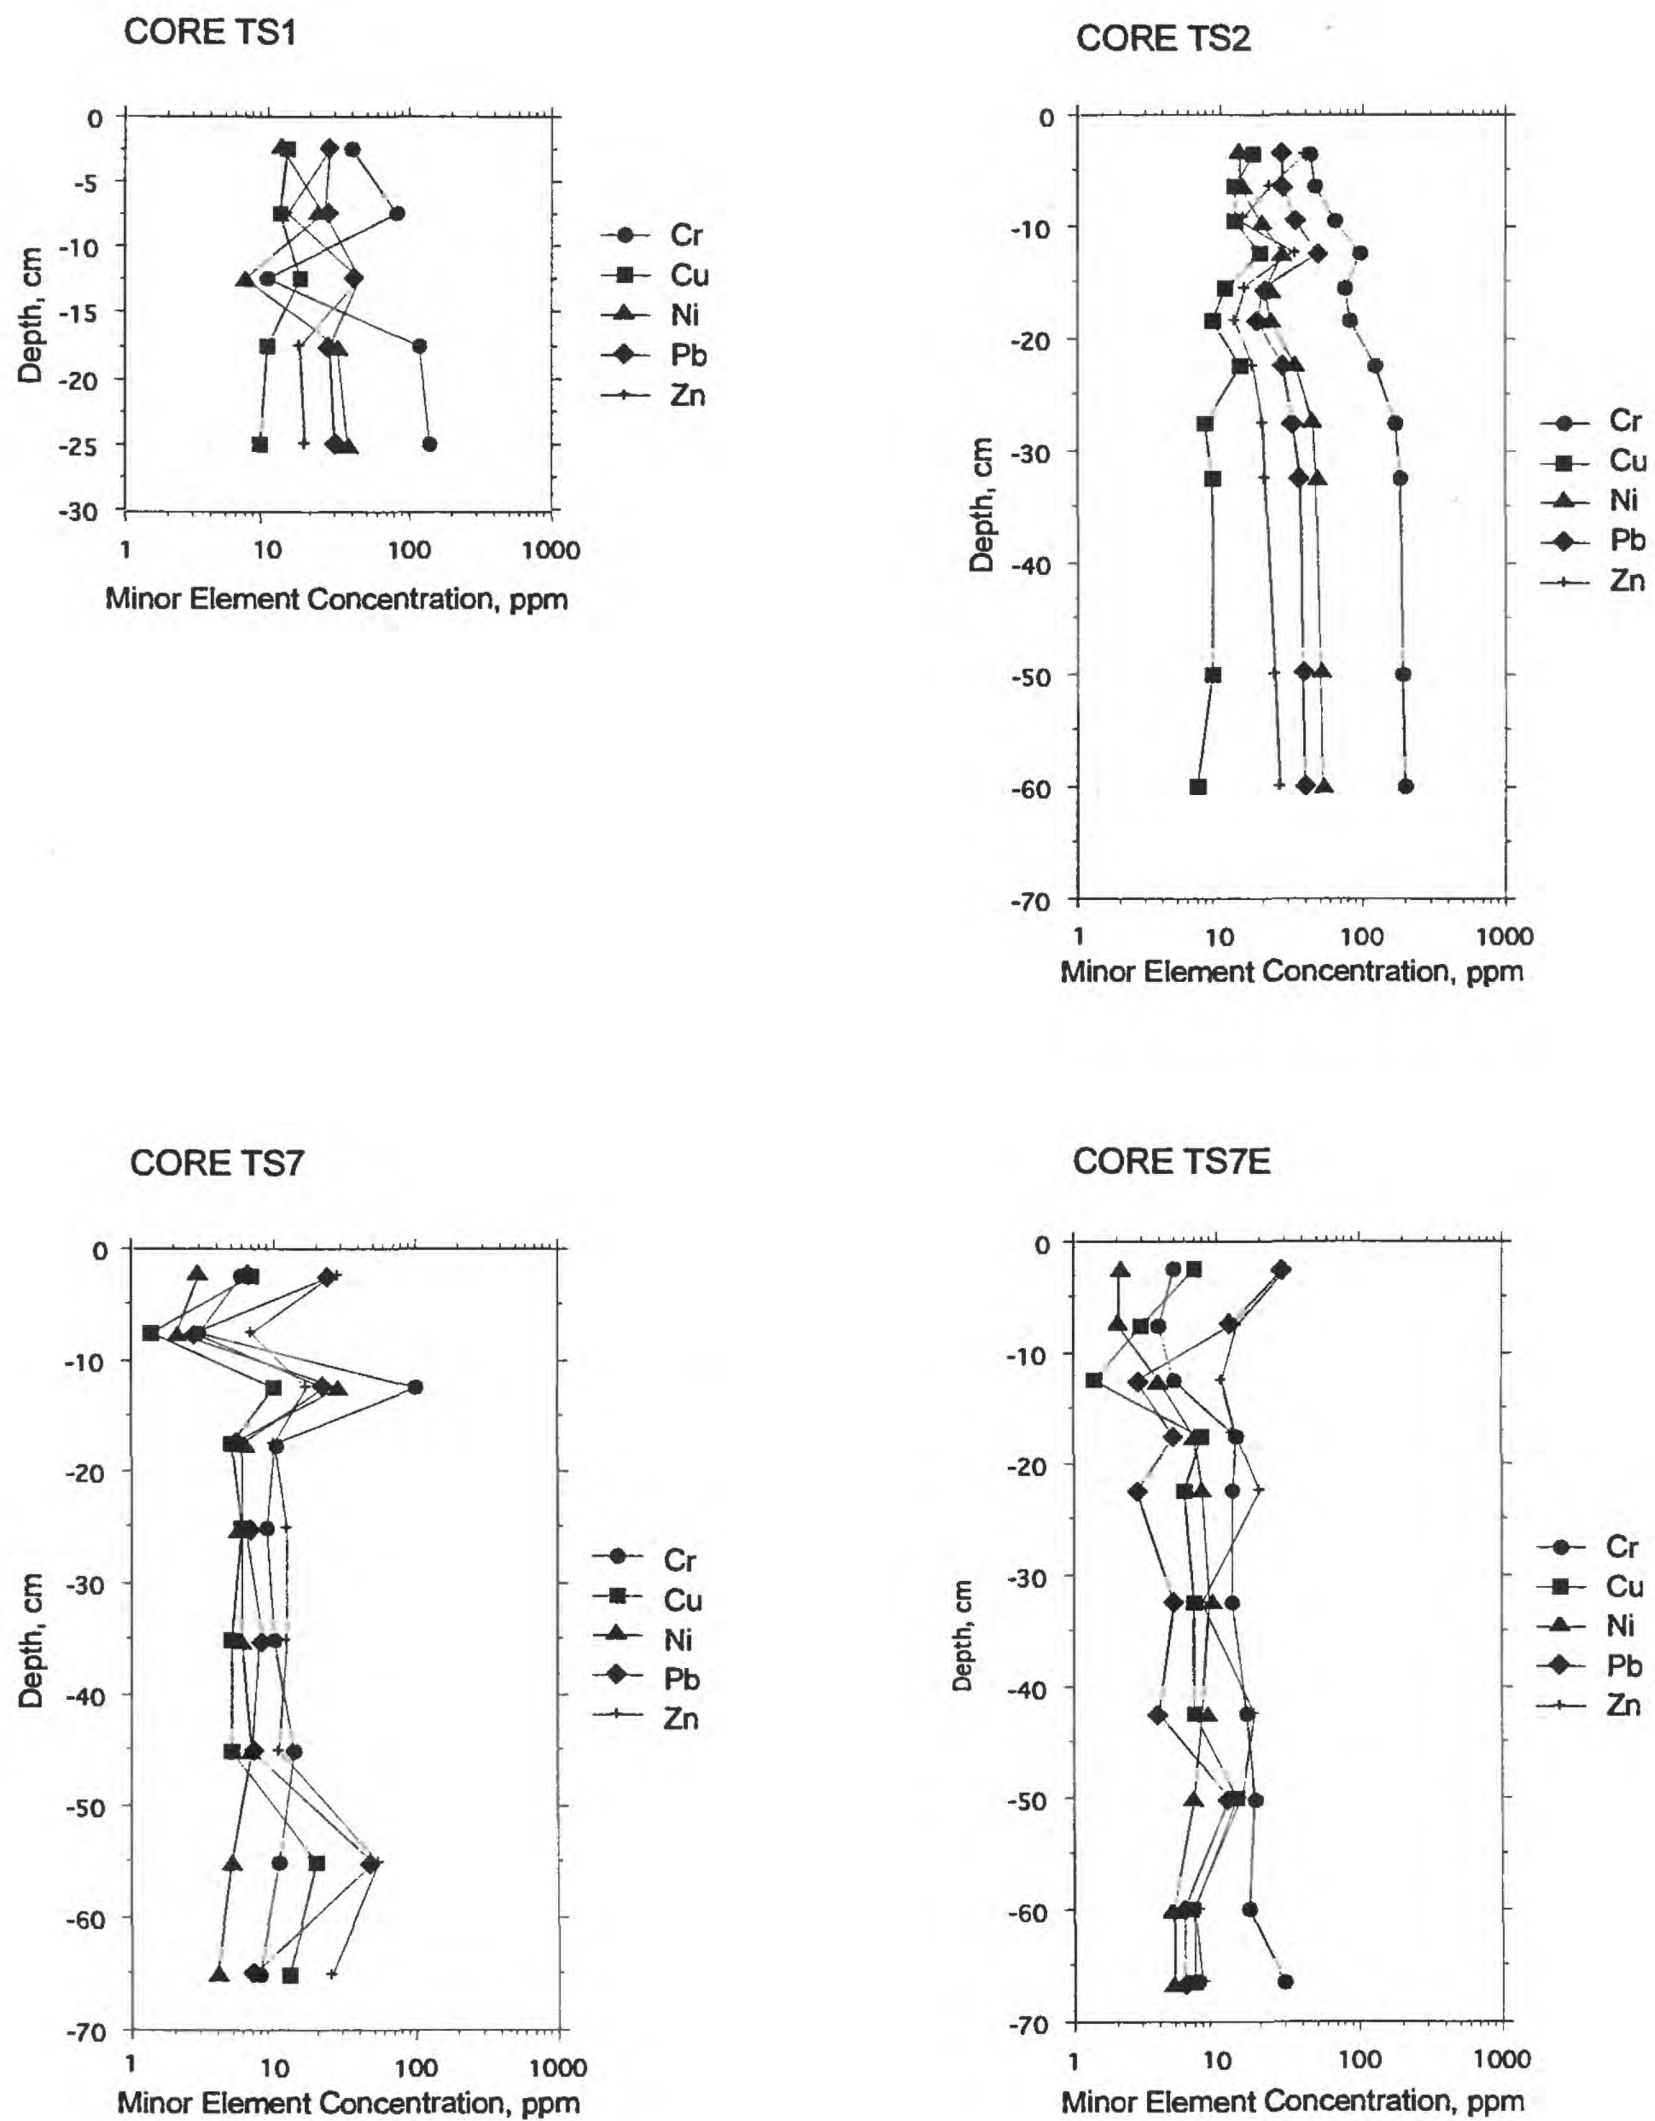 CORE TS1
0
-5
-10
-15
-20
-25
-30
Depth, cm
1 10 100 1000
Minor Element Concentration, ppm
Cr
Cu
Ni
Pb
Zn
CORE TS2
0
-10
-20
-30
-40
-50
-60
-70
Depth, cm
1 10 100 1000
Minor Element Concentration, ppm
Cr
Cu
Ni
Pb
Zn
CORE TS7
0
-10
-20
-30
-40
-50
-60
-70
Depth, cm
1 10 100 1000
Minor Element Concentration, ppm
Cr
Cu
Ni
Pb
Zn
CORE TS7E
0
-10
-20
-30
-40
-50
-60
-70
Depth, cm
1 10 100 1000
Minor Element Concentration, ppm
Cr
Cu
Ni
Pb
Zn